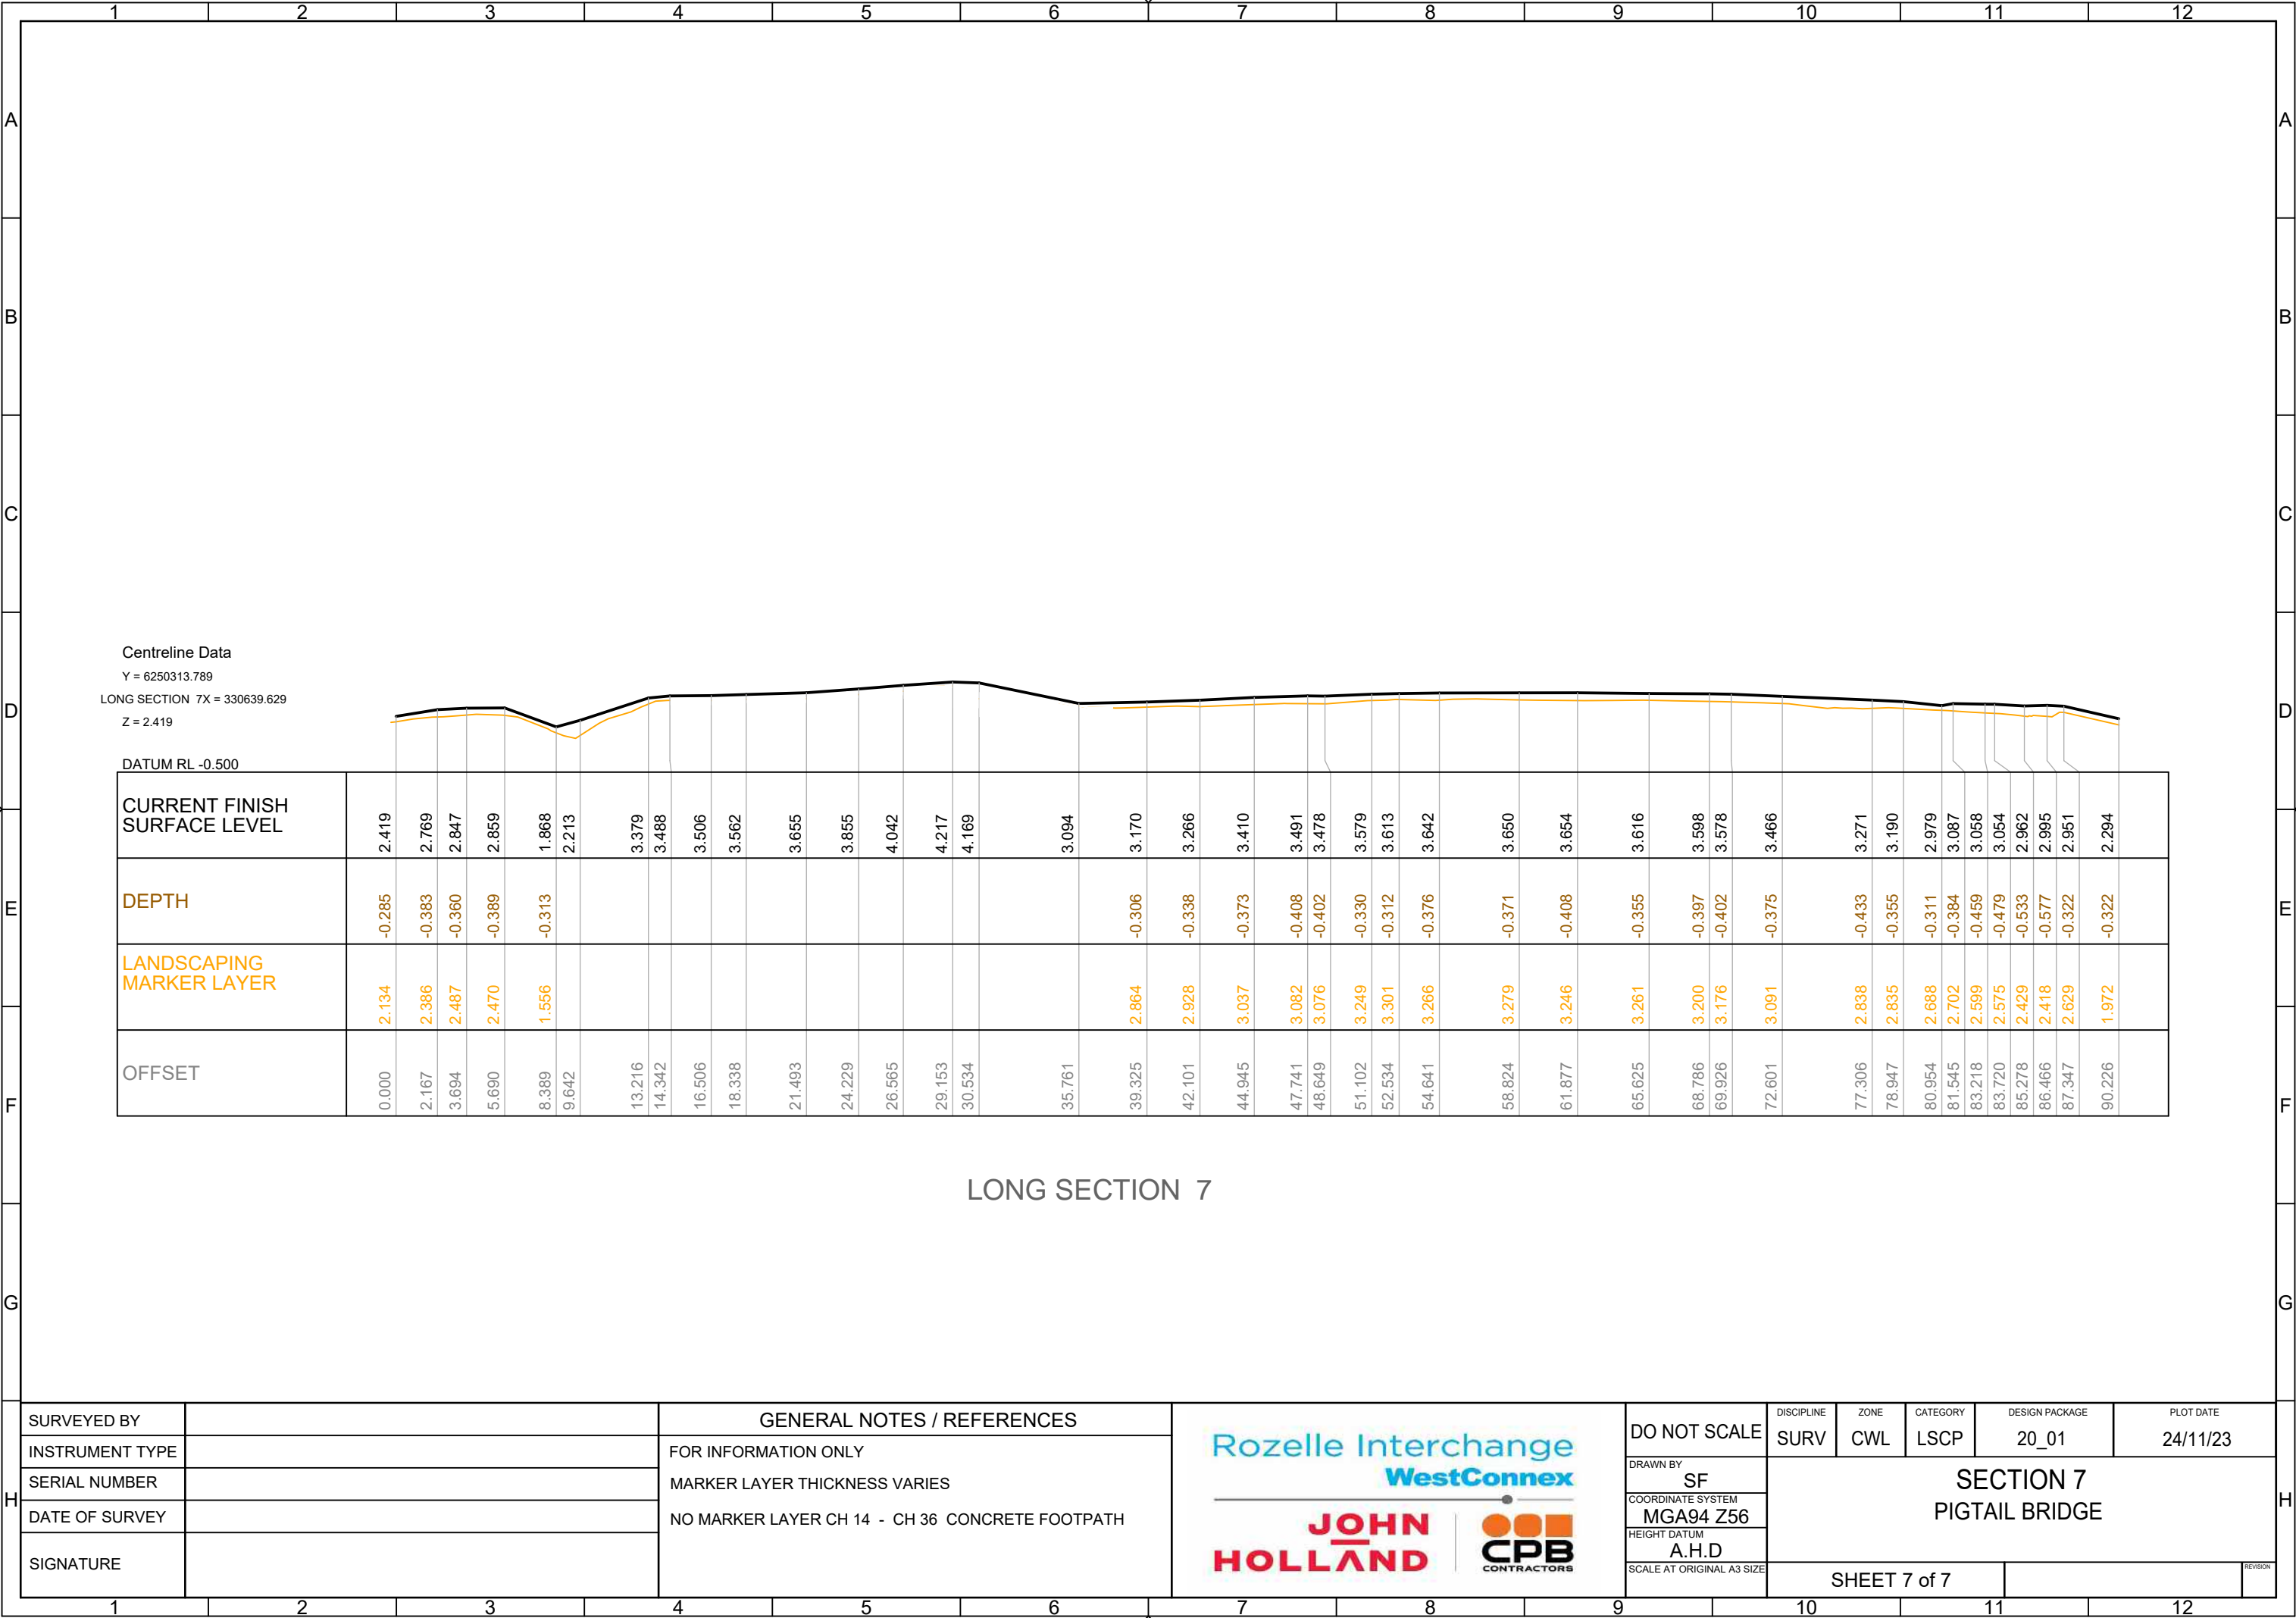 1 2 3 4 5 6 7 8 9 10 11 12
A A
B B
C C
D D
E E
F F
G G
H H
Centreline Data
Y = 6250313.789
LONG SECTION 7X = 330639.629
Z = 2.419
DATUM RL -0.500
CURRENT FINISH
SURFACE LEVEL
2.419 2.769 2.847 2.859 1.868 2.213 3.379 3.488 3.506 3.562 3.655 3.855 4.042 4.217 4.169 3.094 3.170 3.266 3.410 3.491 3.478 3.579 3.613 3.642 3.650 3.654 3.616 3.598 3.578 3.466 3.271 3.190 2.979 3.087 3.058 3.054 2.962 2.995 2.951 2.294
DEPTH
-0.285 -0.383 -0.360 -0.389 -0.313 -0.306 -0.338 -0.373 -0.408 -0.402 -0.330 -0.312 -0.376 -0.371 -0.408 -0.355 -0.397 -0.402 -0.375 -0.433 -0.355 -0.311 -0.384 -0.459 -0.479 -0.533 -0.577 -0.322 -0.322
LANDSCAPING
MARKER LAYER
2.134 2.386 2.487 2.470 1.556 2.864 2.928 3.037 3.082 3.076 3.249 3.301 3.266 3.279 3.246 3.261 3.200 3.176 3.091 2.838 2.835 2.688 2.702 2.599 2.575 2.429 2.418 2.629 1.972
OFFSET
0.000 2.167 3.694 5.690 8.389 9.642 13.216 14.342 16.506 18.338 21.493 24.229 26.565 29.153 30.534 35.761 39.325 42.101 44.945 47.741 48.649 51.102 52.534 54.641 58.824 61.877 65.625 68.786 69.926 72.601 77.306 78.947 80.954 81.545 83.218 83.720 85.278 86.466 87.347 90.226
LONG SECTION 7
SURVEYED BY
INSTRUMENT TYPE
SERIAL NUMBER
DATE OF SURVEY
SIGNATURE
GENERAL NOTES / REFERENCES
FOR INFORMATION ONLY
MARKER LAYER THICKNESS VARIES
NO MARKER LAYER CH 14 - CH 36 CONCRETE FOOTPATH
Rozelle Interchange
WestConnex
JOHN
HOLLAND
CPB
CONTRACTORS
DO NOT SCALE
DISCIPLINE
SURV
ZONE
CWL
CATEGORY
LSCP
DESIGN PACKAGE
20_01
PLOT DATE
24/11/23
DRAWN BY
SF
COORDINATE SYSTEM
MGA94 Z56
HEIGHT DATUM
A.H.D
SCALE AT ORIGINAL A3 SIZE
SECTION 7
PIGTAIL BRIDGE
SHEET 7 of 7
REVISION
1 2 3 4 5 6 7 8 9 10 11 12